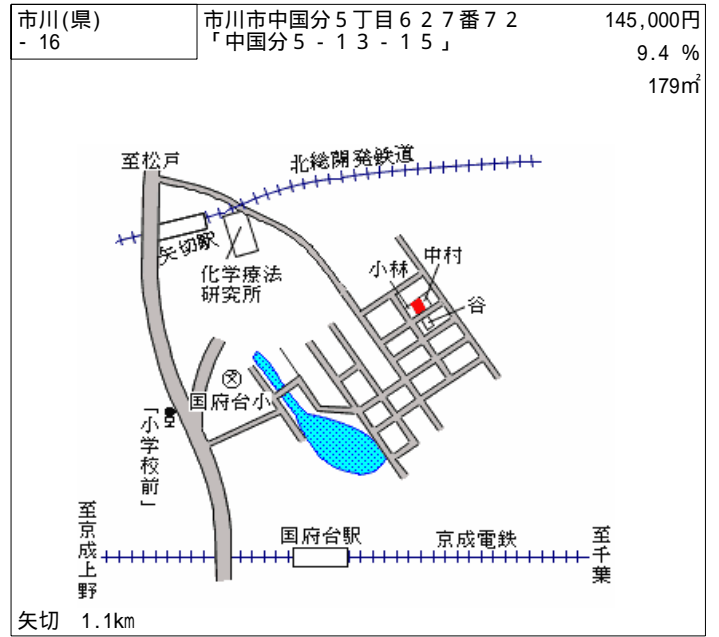 市川(県)
- 16
市川市中国分５丁目６２７番７２
「中国分５－１３－１５」
145,000円
9.4 %
179㎡
至松戸
北総開発鉄道
矢切駅
化学療法
研究所
小林
中村
谷
国府台小
「小学校前」
至京成上野
国府台駅
京成電鉄
至千葉
矢切 1.1km